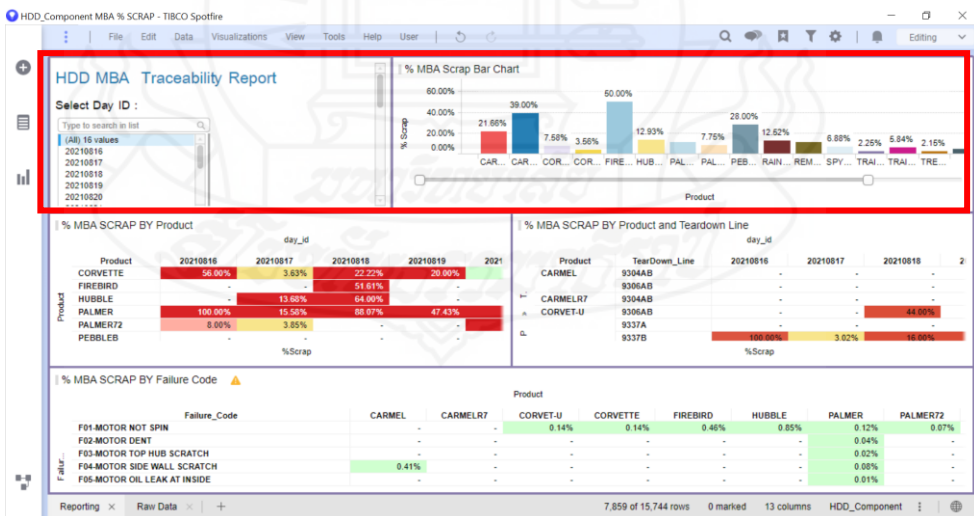 HDD_Component MBA % SCRAP - TIBCO Spotfire
File Edit Data Visualizations View Tools Help User Editing
HDD MBA Traceability Report
Select Day ID :
Type to search in list
(All) 16 values
20210816
20210817
20210818
20210819
20210820
% MBA Scrap Bar Chart
% Scrap
60.00%
40.00%
20.00%
0.00%
21.66% 39.00% 7.58% 3.56% 50.00% 12.93% 7.75% 28.00% 12.62% 6.88% 2.25% 5.84% 2.15%
CAR... CAR... COR... COR... FIRE... HUB... PAL... PAL... PEB... RAIN... REM... SPY... TRAI... TRAI... TRE...
Product
% MBA SCRAP BY Product
day_id
Product 20210816 20210817 20210818 20210819 2021
CORVETTE 56.00% 3.63% 22.22% 20.00%
FIREBIRD - - 51.61% -
HUBBLE - 13.68% 64.00% -
PALMER 100.00% 15.58% 88.07% 47.43%
PALMER72 8.00% 3.85% - -
PEBBLEB - - - -
Product
%Scrap
% MBA SCRAP BY Product and Teardown Line
day_id
Product TearDown_Line 20210816 20210817 20210818 2
CARMEL 9304AB - - -
9306AB - - -
CARMELR7 9304AB - - -
CORVET-U 9306AB - - 44.00%
9337A - - -
9337B 100.00% 3.02% 16.00%
P... A T...
%Scrap
% MBA SCRAP BY Failure Code
Product
Failure_Code CARMEL CARMELR7 CORVET-U CORVETTE FIREBIRD HUBBLE PALMER PALMER72
F01-MOTOR NOT SPIN - - 0.14% 0.14% 0.46% 0.85% 0.12% 0.07%
F02-MOTOR DENT - - - - - - 0.04% -
F03-MOTOR TOP HUB SCRATCH - - - - - - 0.02% -
F04-MOTOR SIDE WALL SCRATCH 0.41% - - - - - 0.08% -
F05-MOTOR OIL LEAK AT INSIDE - - - - - - 0.01% -
Failur...
Reporting × Raw Data × + 7,859 of 15,744 rows 0 marked 13 columns HDD_Component